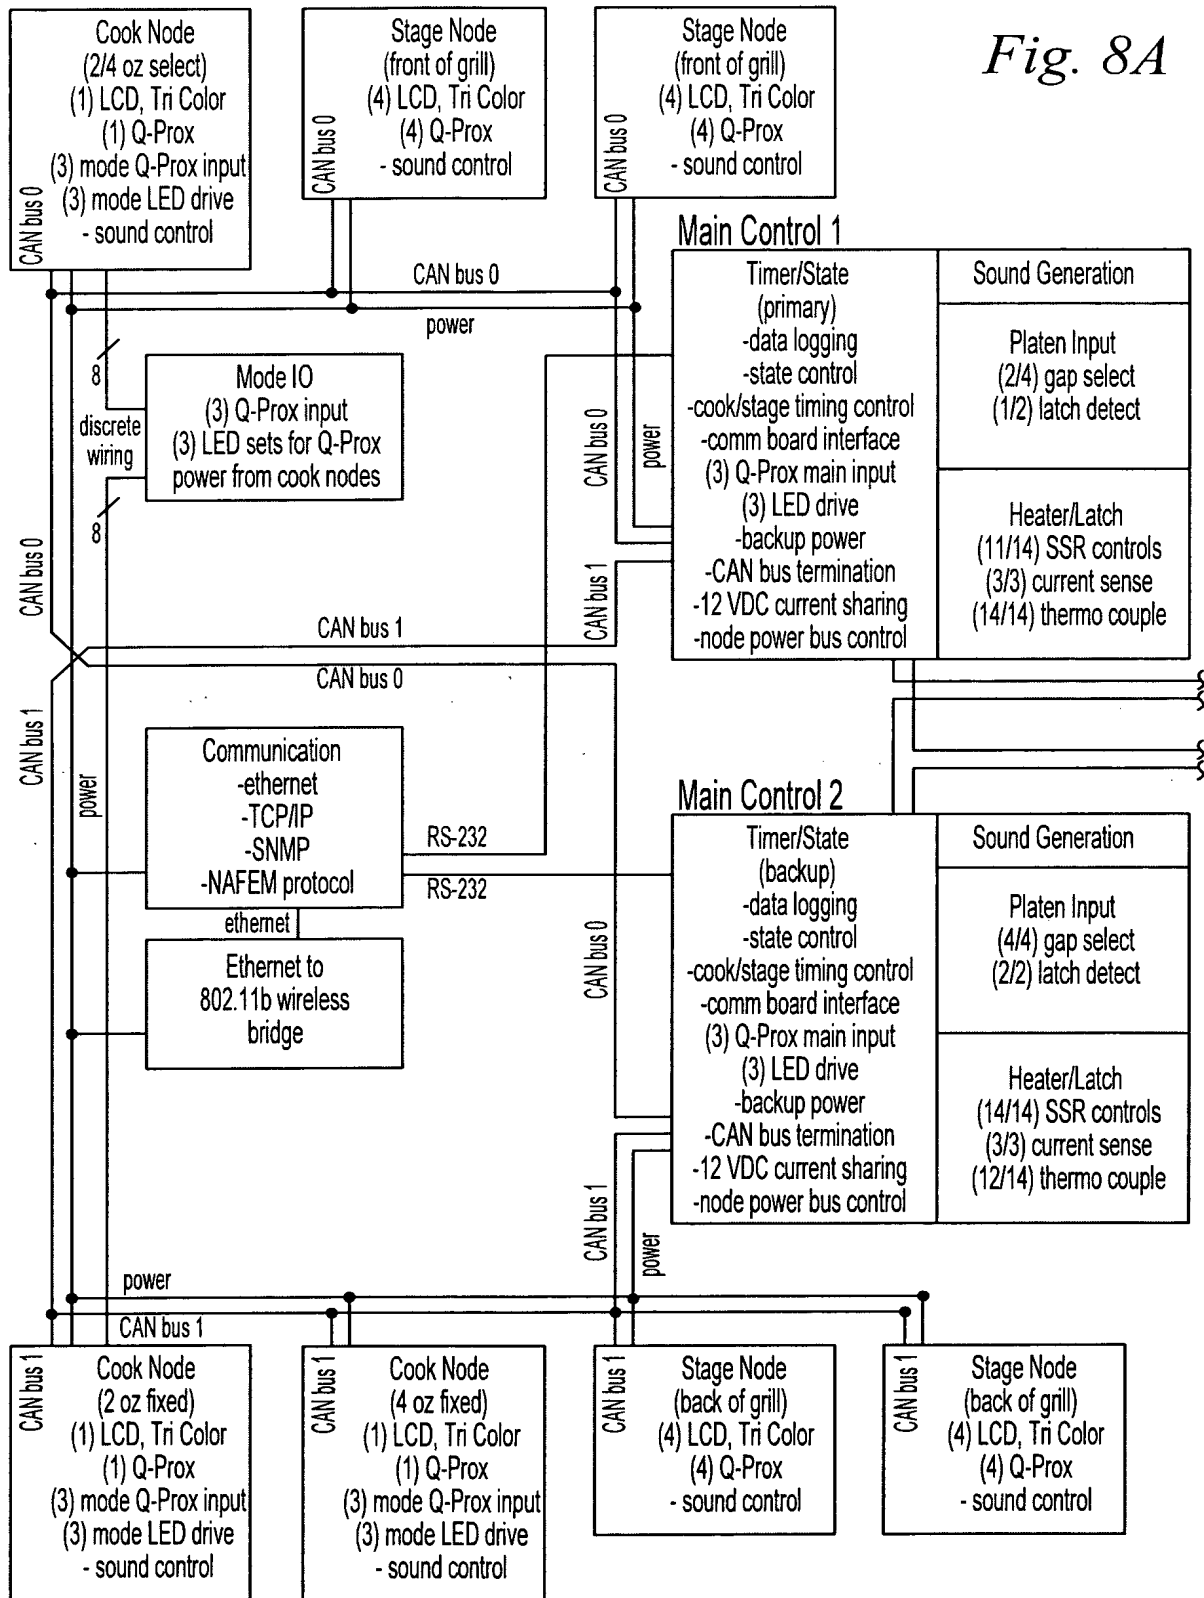 Fig. 8A
Cook Node
(2/4 oz select)
(1) LCD, Tri Color
(1) Q-Prox
(3) mode Q-Prox input
(3) mode LED drive
- sound control
CAN bus 0
Stage Node
(front of grill)
(4) LCD, Tri Color
(4) Q-Prox
- sound control
CAN bus 0
Stage Node
(front of grill)
(4) LCD, Tri Color
(4) Q-Prox
- sound control
CAN bus 0
CAN bus 0
power
8
discrete
wiring
8
Mode IO
(3) Q-Prox input
(3) LED sets for Q-Prox
power from cook nodes
CAN bus 0
power
CAN bus 1
Main Control 1
Timer/State
(primary)
-data logging
-state control
-cook/stage timing control
-comm board interface
(3) Q-Prox main input
(3) LED drive
-backup power
-CAN bus termination
-12 VDC current sharing
-node power bus control
Sound Generation
Platen Input
(2/4) gap select
(1/2) latch detect
Heater/Latch
(11/14) SSR controls
(3/3) current sense
(14/14) thermo couple
CAN bus 0
CAN bus 1
CAN bus 0
CAN bus 1
power
Communication
-ethernet
-TCP/IP
-SNMP
-NAFEM protocol
RS-232
RS-232
ethernet
Ethernet to
802.11b wireless
bridge
Main Control 2
Timer/State
(backup)
-data logging
-state control
-cook/stage timing control
-comm board interface
(3) Q-Prox main input
(3) LED drive
-backup power
-CAN bus termination
-12 VDC current sharing
-node power bus control
Sound Generation
Platen Input
(4/4) gap select
(2/2) latch detect
Heater/Latch
(14/14) SSR controls
(3/3) current sense
(12/14) thermo couple
CAN bus 0
CAN bus 1
power
power
CAN bus 1
Cook Node
(2 oz fixed)
(1) LCD, Tri Color
(1) Q-Prox
(3) mode Q-Prox input
(3) mode LED drive
- sound control
CAN bus 1
Cook Node
(4 oz fixed)
(1) LCD, Tri Color
(1) Q-Prox
(3) mode Q-Prox input
(3) mode LED drive
- sound control
CAN bus 1
Stage Node
(back of grill)
(4) LCD, Tri Color
(4) Q-Prox
- sound control
CAN bus 1
Stage Node
(back of grill)
(4) LCD, Tri Color
(4) Q-Prox
- sound control
CAN bus 1